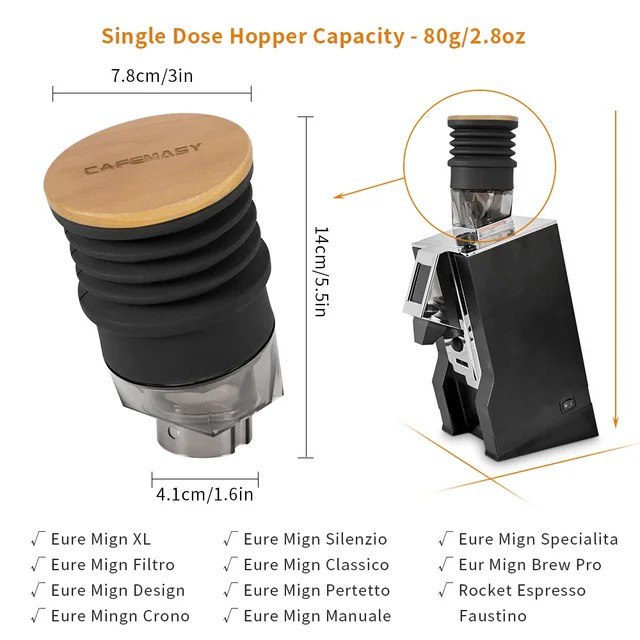 Single Dose Hopper Capacity - 80g/2.8oz
7.8cm/3in
CAFEMASY
14cm/5.5in
4.1cm/1.6in
√ Eure Mign XL
√ Eure Mign Filtro
√ Eure Mign Design
√ Eure Mingn Crono
√ Eure Mign Silenzio
√ Eure Mign Classico
√ Eure Mign Pertetto
√ Eure Mign Manuale
√ Eure Mign Specialita
√ Eur Mign Brew Pro
√ Rocket Espresso
Faustino